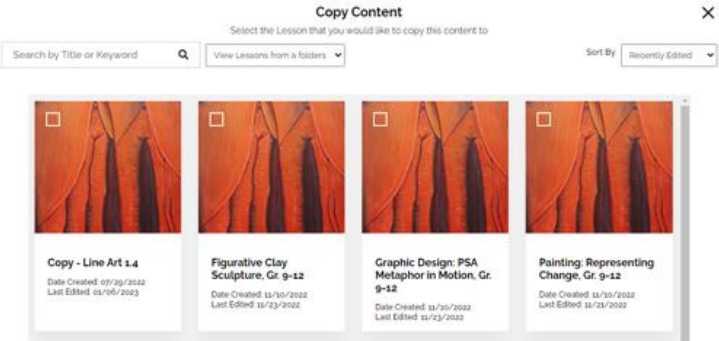 Copy Content
Select the Lesson that you would like to copy this content to
Search by Title or Keyword
View Lessons from a folders
Sort By
Recently Edited
Copy - Line Art 1.4
Date Created: 07/29/2022
Last Edited: 01/06/2023
Figurative Clay
Sculpture, Gr. 9-12
Date Created: 11/10/2022
Last Edited: 11/23/2022
Graphic Design: PSA
Metaphor in Motion, Gr.
9-12
Date Created: 11/10/2022
Last Edited: 11/23/2022
Painting: Representing
Change, Gr. 9-12
Date Created: 11/10/2022
Last Edited: 11/21/2022